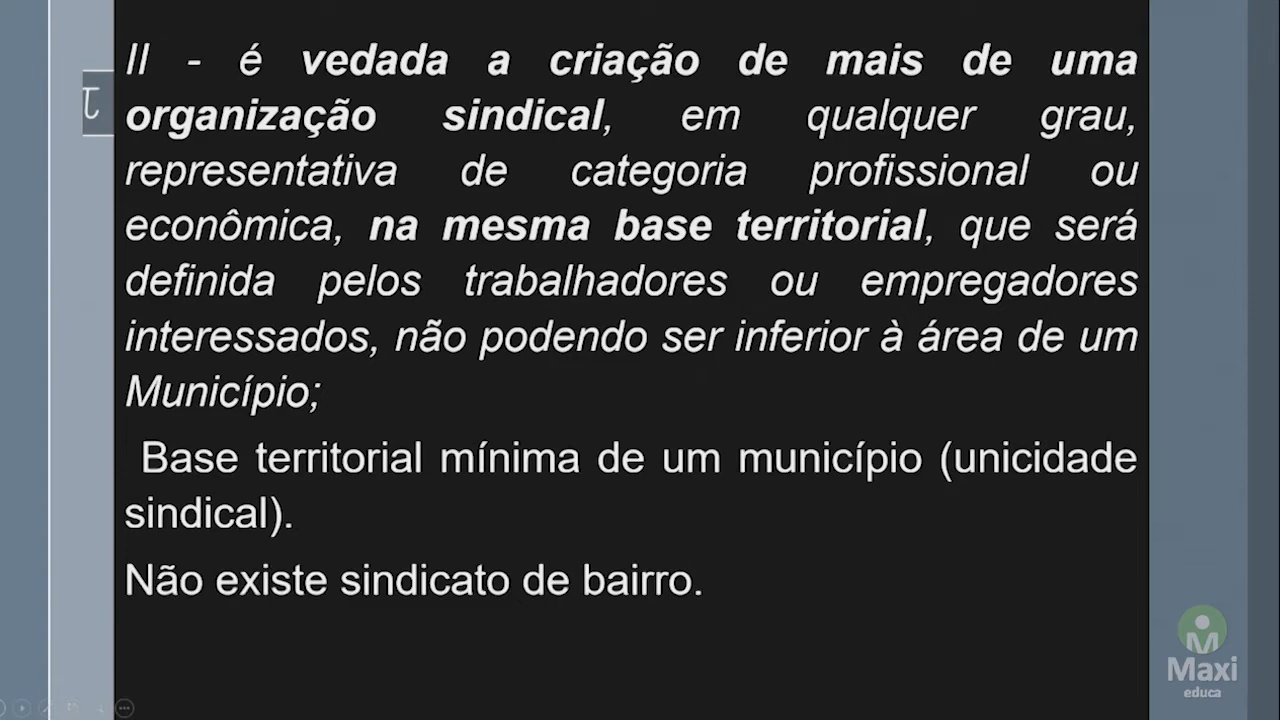 II - é vedada a criação de mais de uma
organização sindical, em qualquer grau,
representativa de categoria profissional ou
econômica, na mesma base territorial, que será
definida pelos trabalhadores ou empregadores
interessados, não podendo ser inferior à área de um
Município;
Base territorial mínima de um município (unicidade
sindical).
Não existe sindicato de bairro.
Maxi
educa